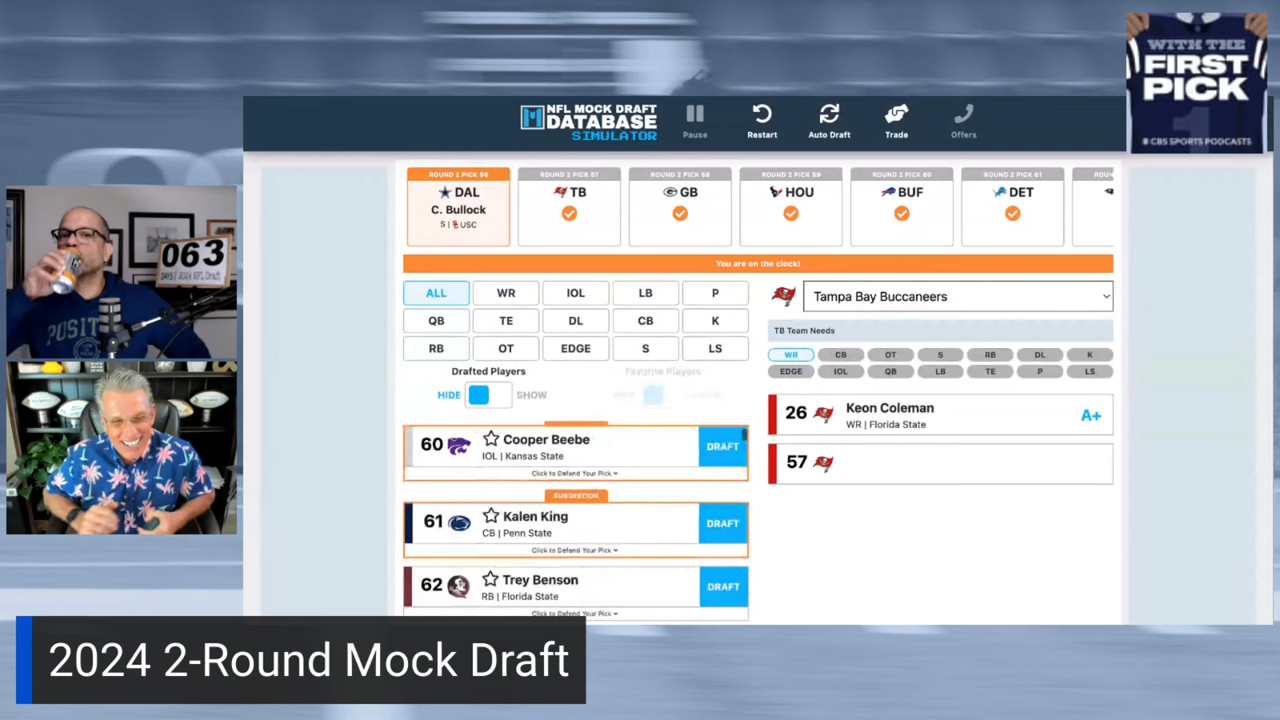 WITH THE
FIRST
PICK
CBS SPORTS PODCASTS
NFL MOCK DRAFT
DATABASE
SIMULATOR
Pause
Restart
Auto Draft
Trade
Offers
ROUND 2 PICK 56
DAL
C. Bullock
S | USC
ROUND 2 PICK 57
TB
ROUND 2 PICK 58
GB
ROUND 2 PICK 59
HOU
ROUND 2 PICK 60
BUF
ROUND 2 PICK 61
DET
You are on the clock!
ALL
WR
IOL
LB
P
QB
TE
DL
CB
K
RB
OT
EDGE
S
LS
Drafted Players
Favorite Players
HIDE
SHOW
Tampa Bay Buccaneers
TB Team Needs
WR
CB
OT
S
RB
DL
K
EDGE
IOL
QB
LB
TE
P
LS
26 Keon Coleman
WR | Florida State
A+
57
60 Cooper Beebe
IOL | Kansas State
DRAFT
Click to Defend Your Pick
SUGGESTION
61 Kalen King
CB | Penn State
DRAFT
Click to Defend Your Pick
62 Trey Benson
RB | Florida State
DRAFT
Click to Defend Your Pick
063
POSIT
2024 2-Round Mock Draft